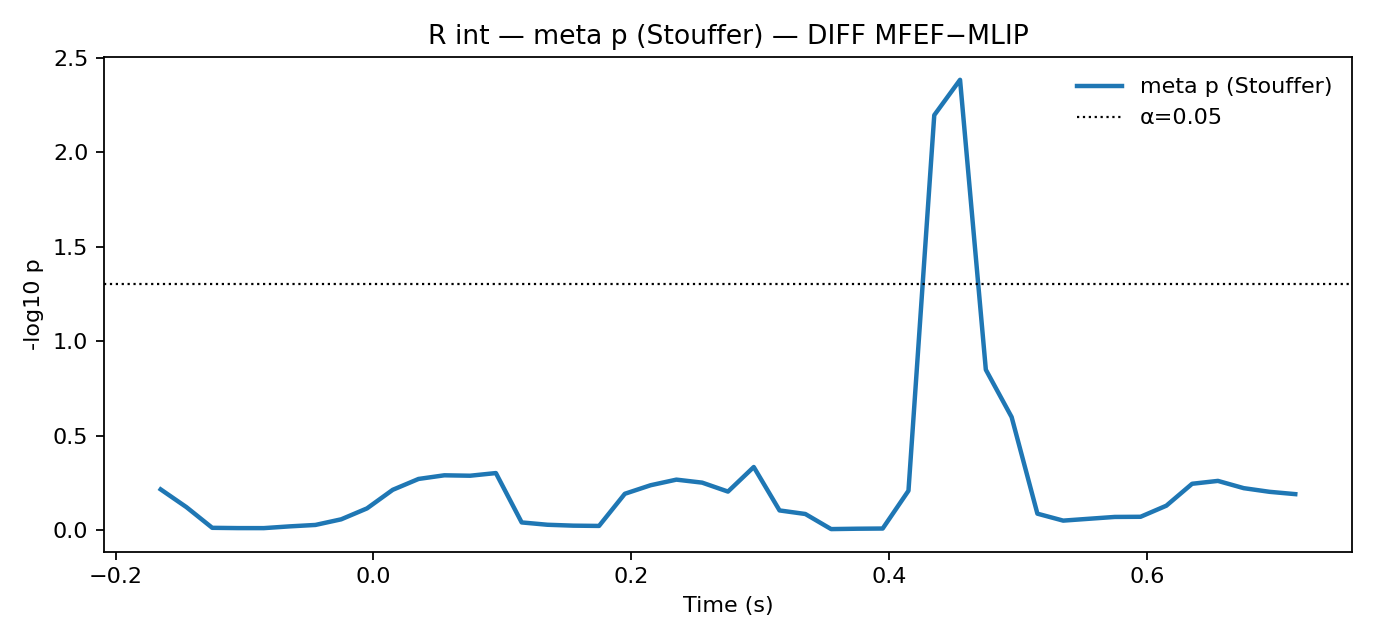 R int — meta p (Stouffer) — DIFF MFEF−MLIP
2.5
2.0
1.5
1.0
0.5
0.0
-log10 p
meta p (Stouffer)
α=0.05
−0.2
0.0
0.2
0.4
0.6
Time (s)